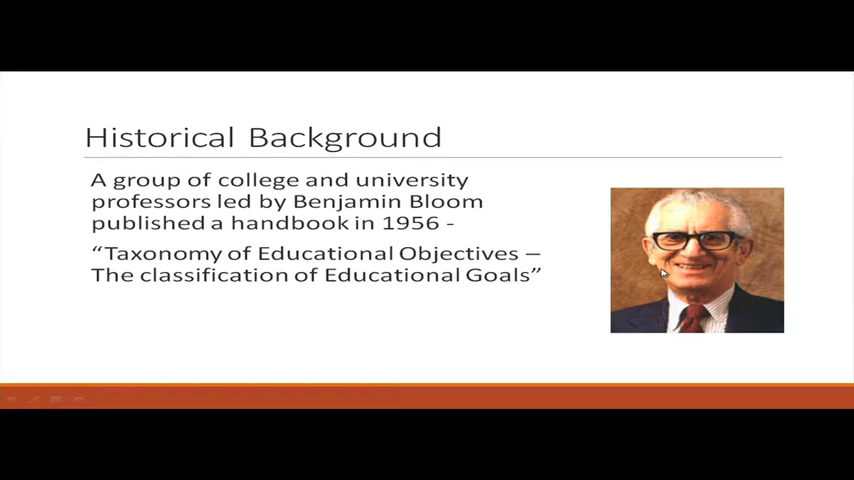 Historical Background
A group of college and university
professors led by Benjamin Bloom
published a handbook in 1956 -
“Taxonomy of Educational Objectives –
The classification of Educational Goals”